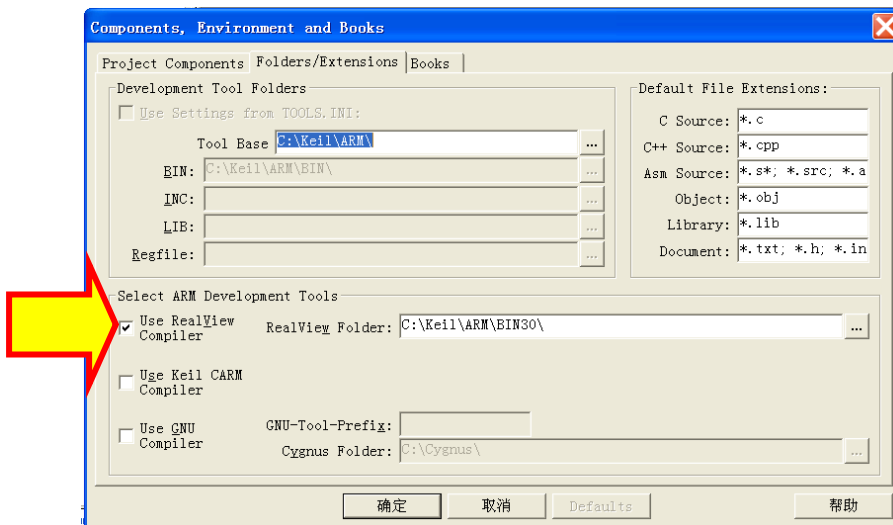 Components, Environment and Books
Project Components Folders/Extensions Books
Development Tool Folders
Use Settings from TOOLS.INI:
Tool Base C:\Keil\ARM\ ...
BIN: C:\Keil\ARM\BIN\ ...
INC: ...
LIB: ...
Regfile: ...
Default File Extensions:
C Source: *.c
C++ Source: *.cpp
Asm Source: *.s*; *.src; *.a
Object: *.obj
Library: *.lib
Document: *.txt; *.h; *.in
Select ARM Development Tools
Use RealView Compiler
RealView Folder: C:\Keil\ARM\BIN30\ ...
Use Keil CARM Compiler
Use GNU Compiler
GNU-Tool-Prefix:
Cygnus Folder: C:\Cygnus\ ...
确定 取消 Defaults 帮助